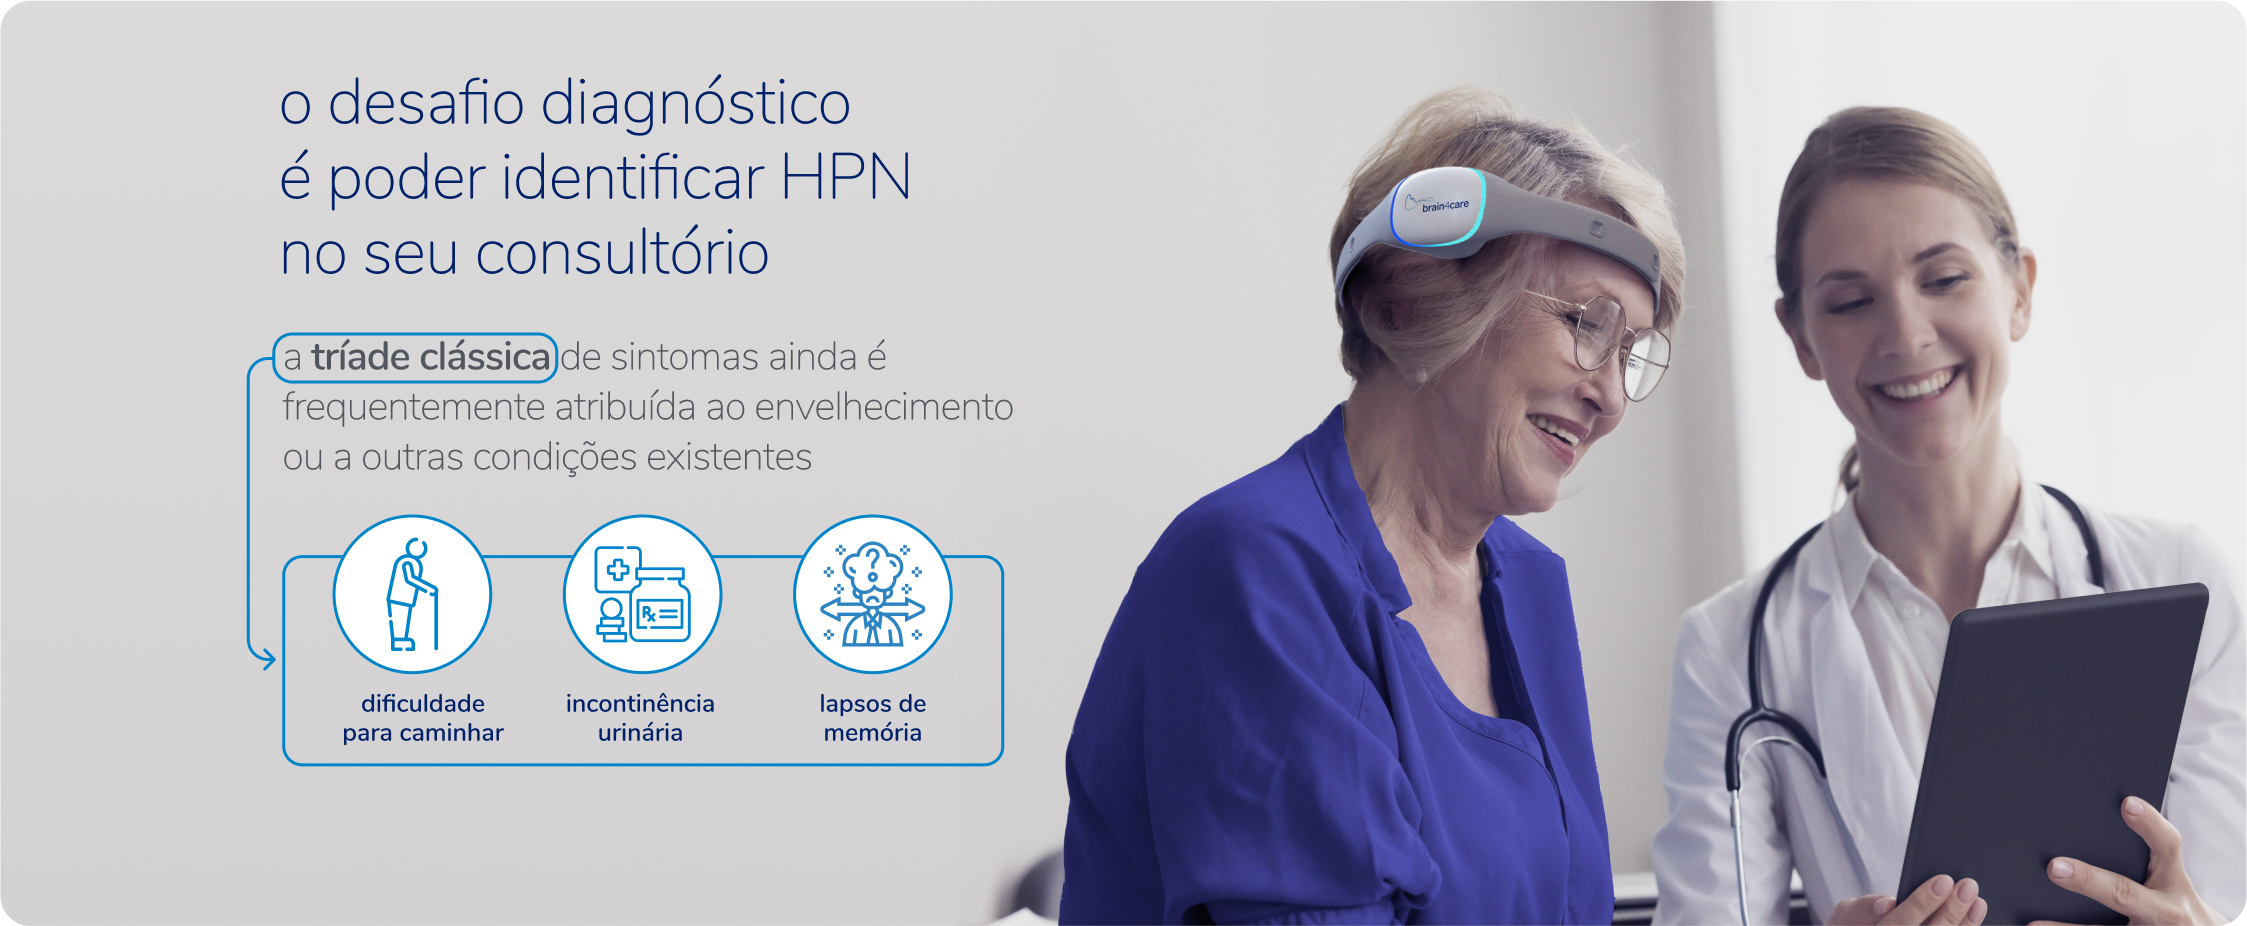 o desafio diagnóstico
é poder identificar HPN
no seu consultório
a tríade clássica de sintomas ainda é
frequentemente atribuída ao envelhecimento
ou a outras condições existentes
dificuldade
para caminhar
incontinência
urinária
lapsos de
memória
Rx
?
brain4care